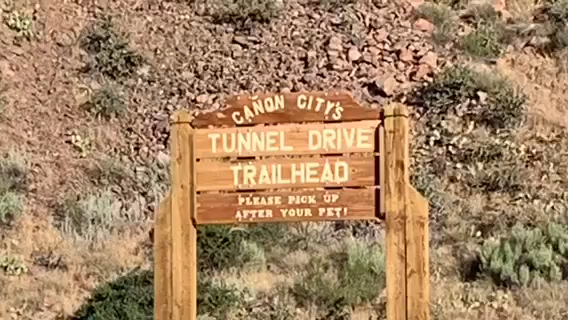 CAÑON CITY'S
TUNNEL DRIVE
TRAILHEAD
PLEASE PICK UP
AFTER YOUR PET!